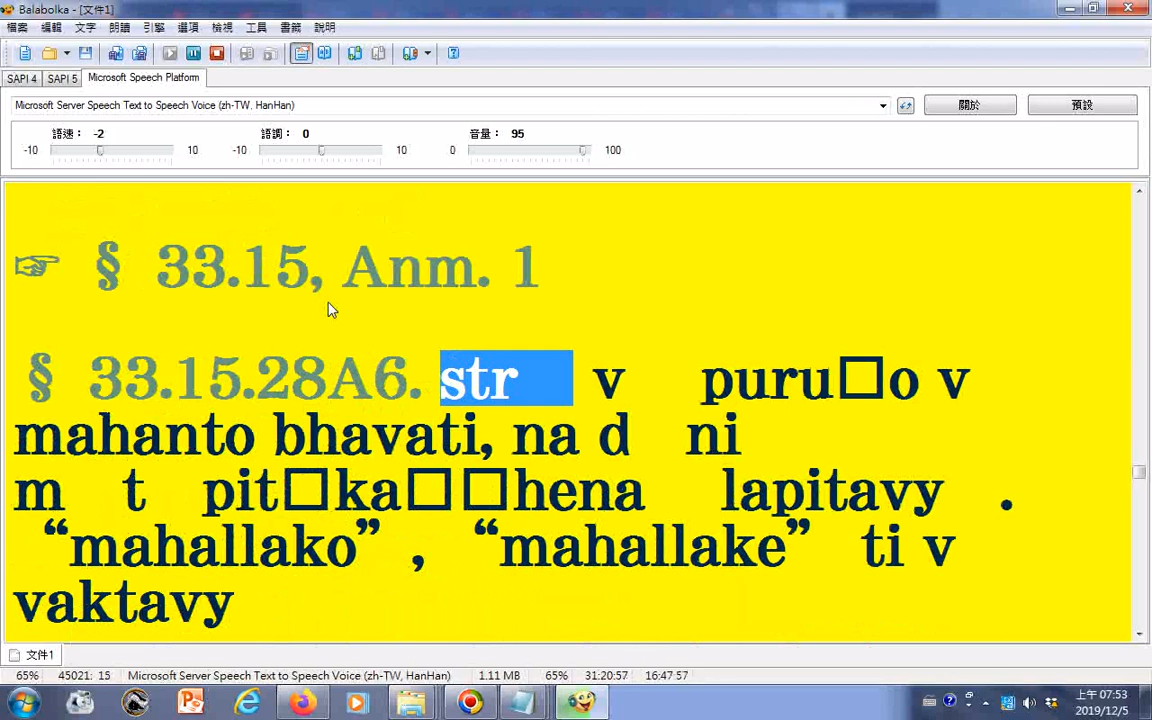 Balabolka - [文件1]
檔案 編輯 文字 朗讀 引擎 選項 檢視 工具 書籤 說明
SAPI 4 SAPI 5 Microsoft Speech Platform
Microsoft Server Speech Text to Speech Voice (zh-TW, HanHan) 關於 預設
語速： -2 語調： 0 音量： 95
-10 10 -10 10 0 100
☞ § 33.15, Anm. 1
§ 33.15.28A6. str v puru□o v
mahanto bhavati, na d ni
m t pit□ka□□hena lapitavy .
“mahallako” , “mahallake” ti v
vaktavy
文件1
65% 45021: 15 Microsoft Server Speech Text to Speech Voice (zh-TW, HanHan) 1.11 MB 65% 31:20:57 16:47:57
上午 07:53
2019/12/5